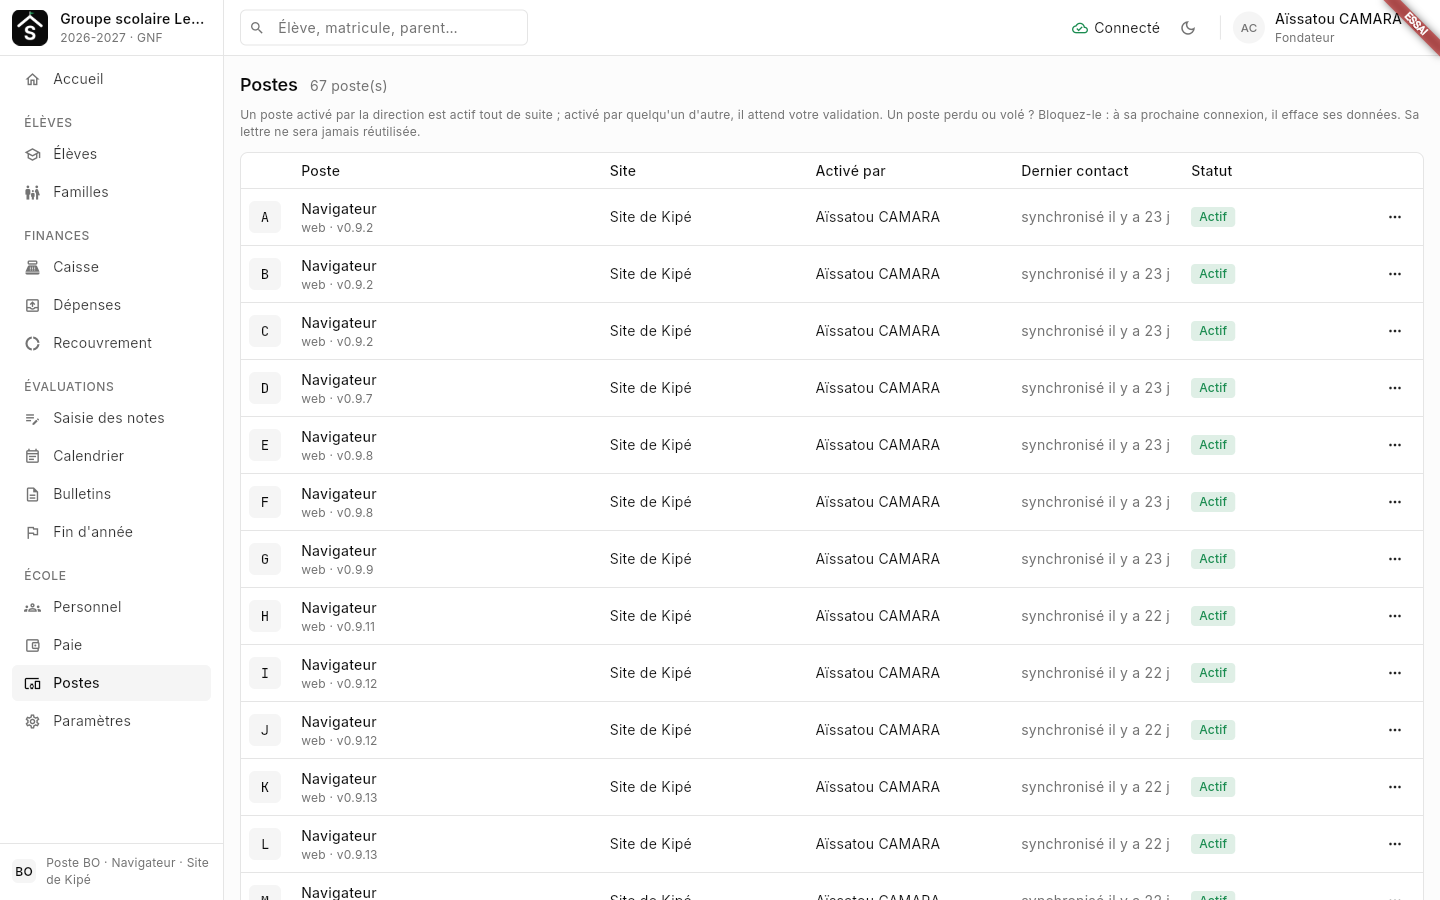 Groupe scolaire Le...
2026-2027 · GNF
Élève, matricule, parent...
Connecté
AC
Aïssatou CAMARA
Fondateur
ESSAI
Accueil
ÉLÈVES
Élèves
Familles
FINANCES
Caisse
Dépenses
Recouvrement
ÉVALUATIONS
Saisie des notes
Calendrier
Bulletins
Fin d'année
ÉCOLE
Personnel
Paie
Postes
Paramètres
BO
Poste BO · Navigateur · Site
de Kipé
Postes 67 poste(s)
Un poste activé par la direction est actif tout de suite ; activé par quelqu'un d'autre, il attend votre validation. Un poste perdu ou volé ? Bloquez-le : à sa prochaine connexion, il efface ses données. Sa
lettre ne sera jamais réutilisée.
Poste Site Activé par Dernier contact Statut
A Navigateur Site de Kipé Aïssatou CAMARA synchronisé il y a 23 j Actif
web · v0.9.2
B Navigateur Site de Kipé Aïssatou CAMARA synchronisé il y a 23 j Actif
web · v0.9.2
C Navigateur Site de Kipé Aïssatou CAMARA synchronisé il y a 23 j Actif
web · v0.9.2
D Navigateur Site de Kipé Aïssatou CAMARA synchronisé il y a 23 j Actif
web · v0.9.7
E Navigateur Site de Kipé Aïssatou CAMARA synchronisé il y a 23 j Actif
web · v0.9.8
F Navigateur Site de Kipé Aïssatou CAMARA synchronisé il y a 23 j Actif
web · v0.9.8
G Navigateur Site de Kipé Aïssatou CAMARA synchronisé il y a 23 j Actif
web · v0.9.9
H Navigateur Site de Kipé Aïssatou CAMARA synchronisé il y a 22 j Actif
web · v0.9.11
I Navigateur Site de Kipé Aïssatou CAMARA synchronisé il y a 22 j Actif
web · v0.9.12
J Navigateur Site de Kipé Aïssatou CAMARA synchronisé il y a 22 j Actif
web · v0.9.12
K Navigateur Site de Kipé Aïssatou CAMARA synchronisé il y a 22 j Actif
web · v0.9.13
L Navigateur Site de Kipé Aïssatou CAMARA synchronisé il y a 22 j Actif
web · v0.9.13
M Navigateur Site de Kipé Aïssatou CAMARA synchronisé il y a 22 j Actif